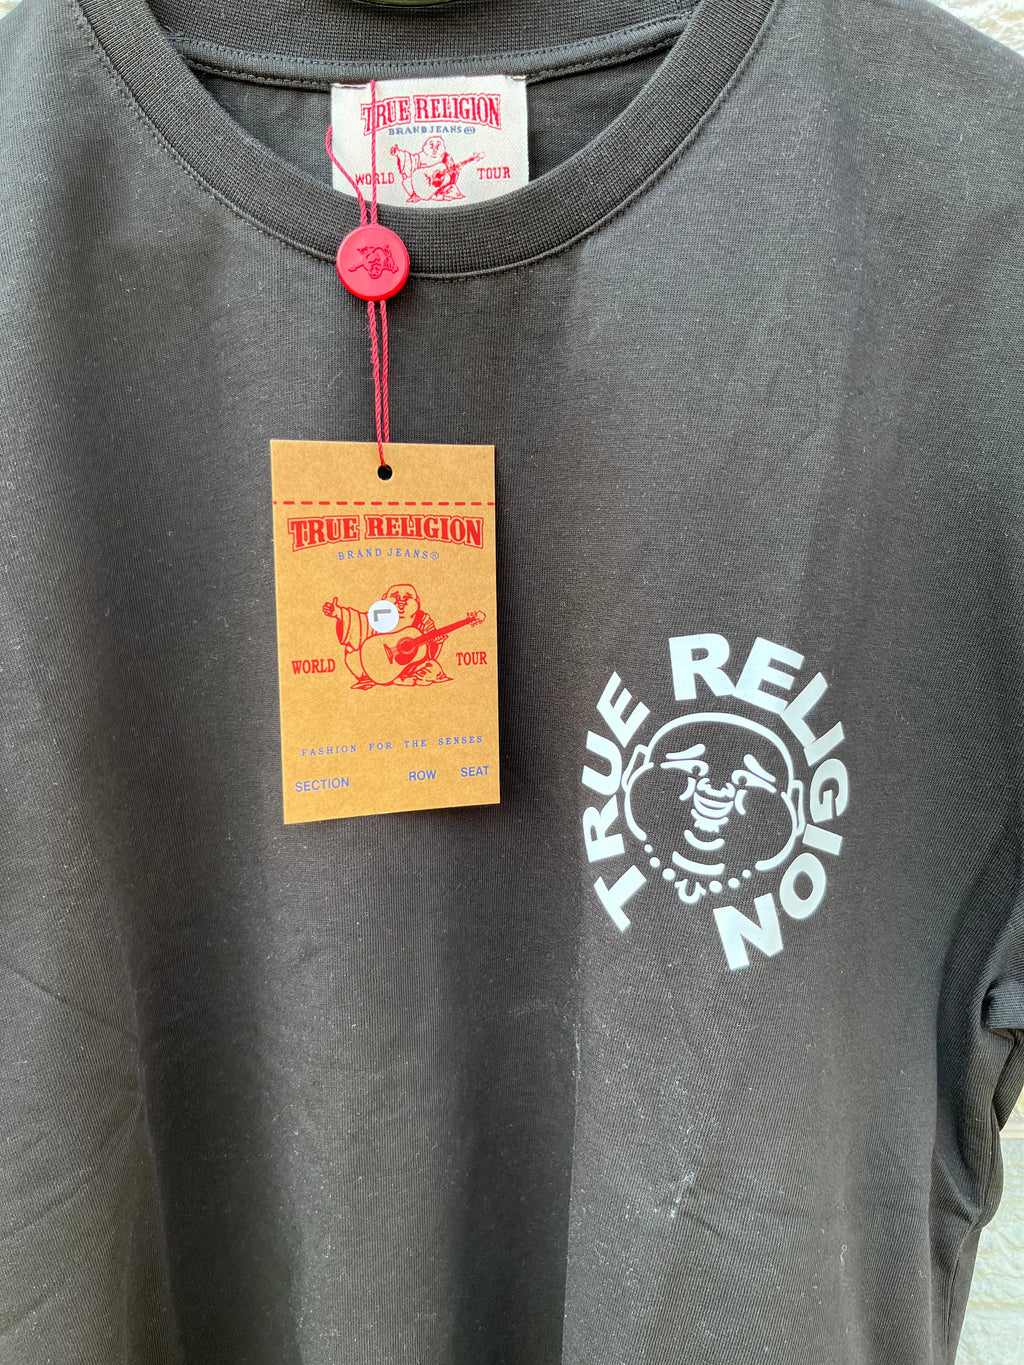 TRUE RELIGION
BRAND JEANS®
WORLD TOUR
TRUE RELIGION
BRAND JEANS®
L
WORLD TOUR
FASHION FOR THE SENSES
SECTION ROW SEAT
TRUE RELIGION